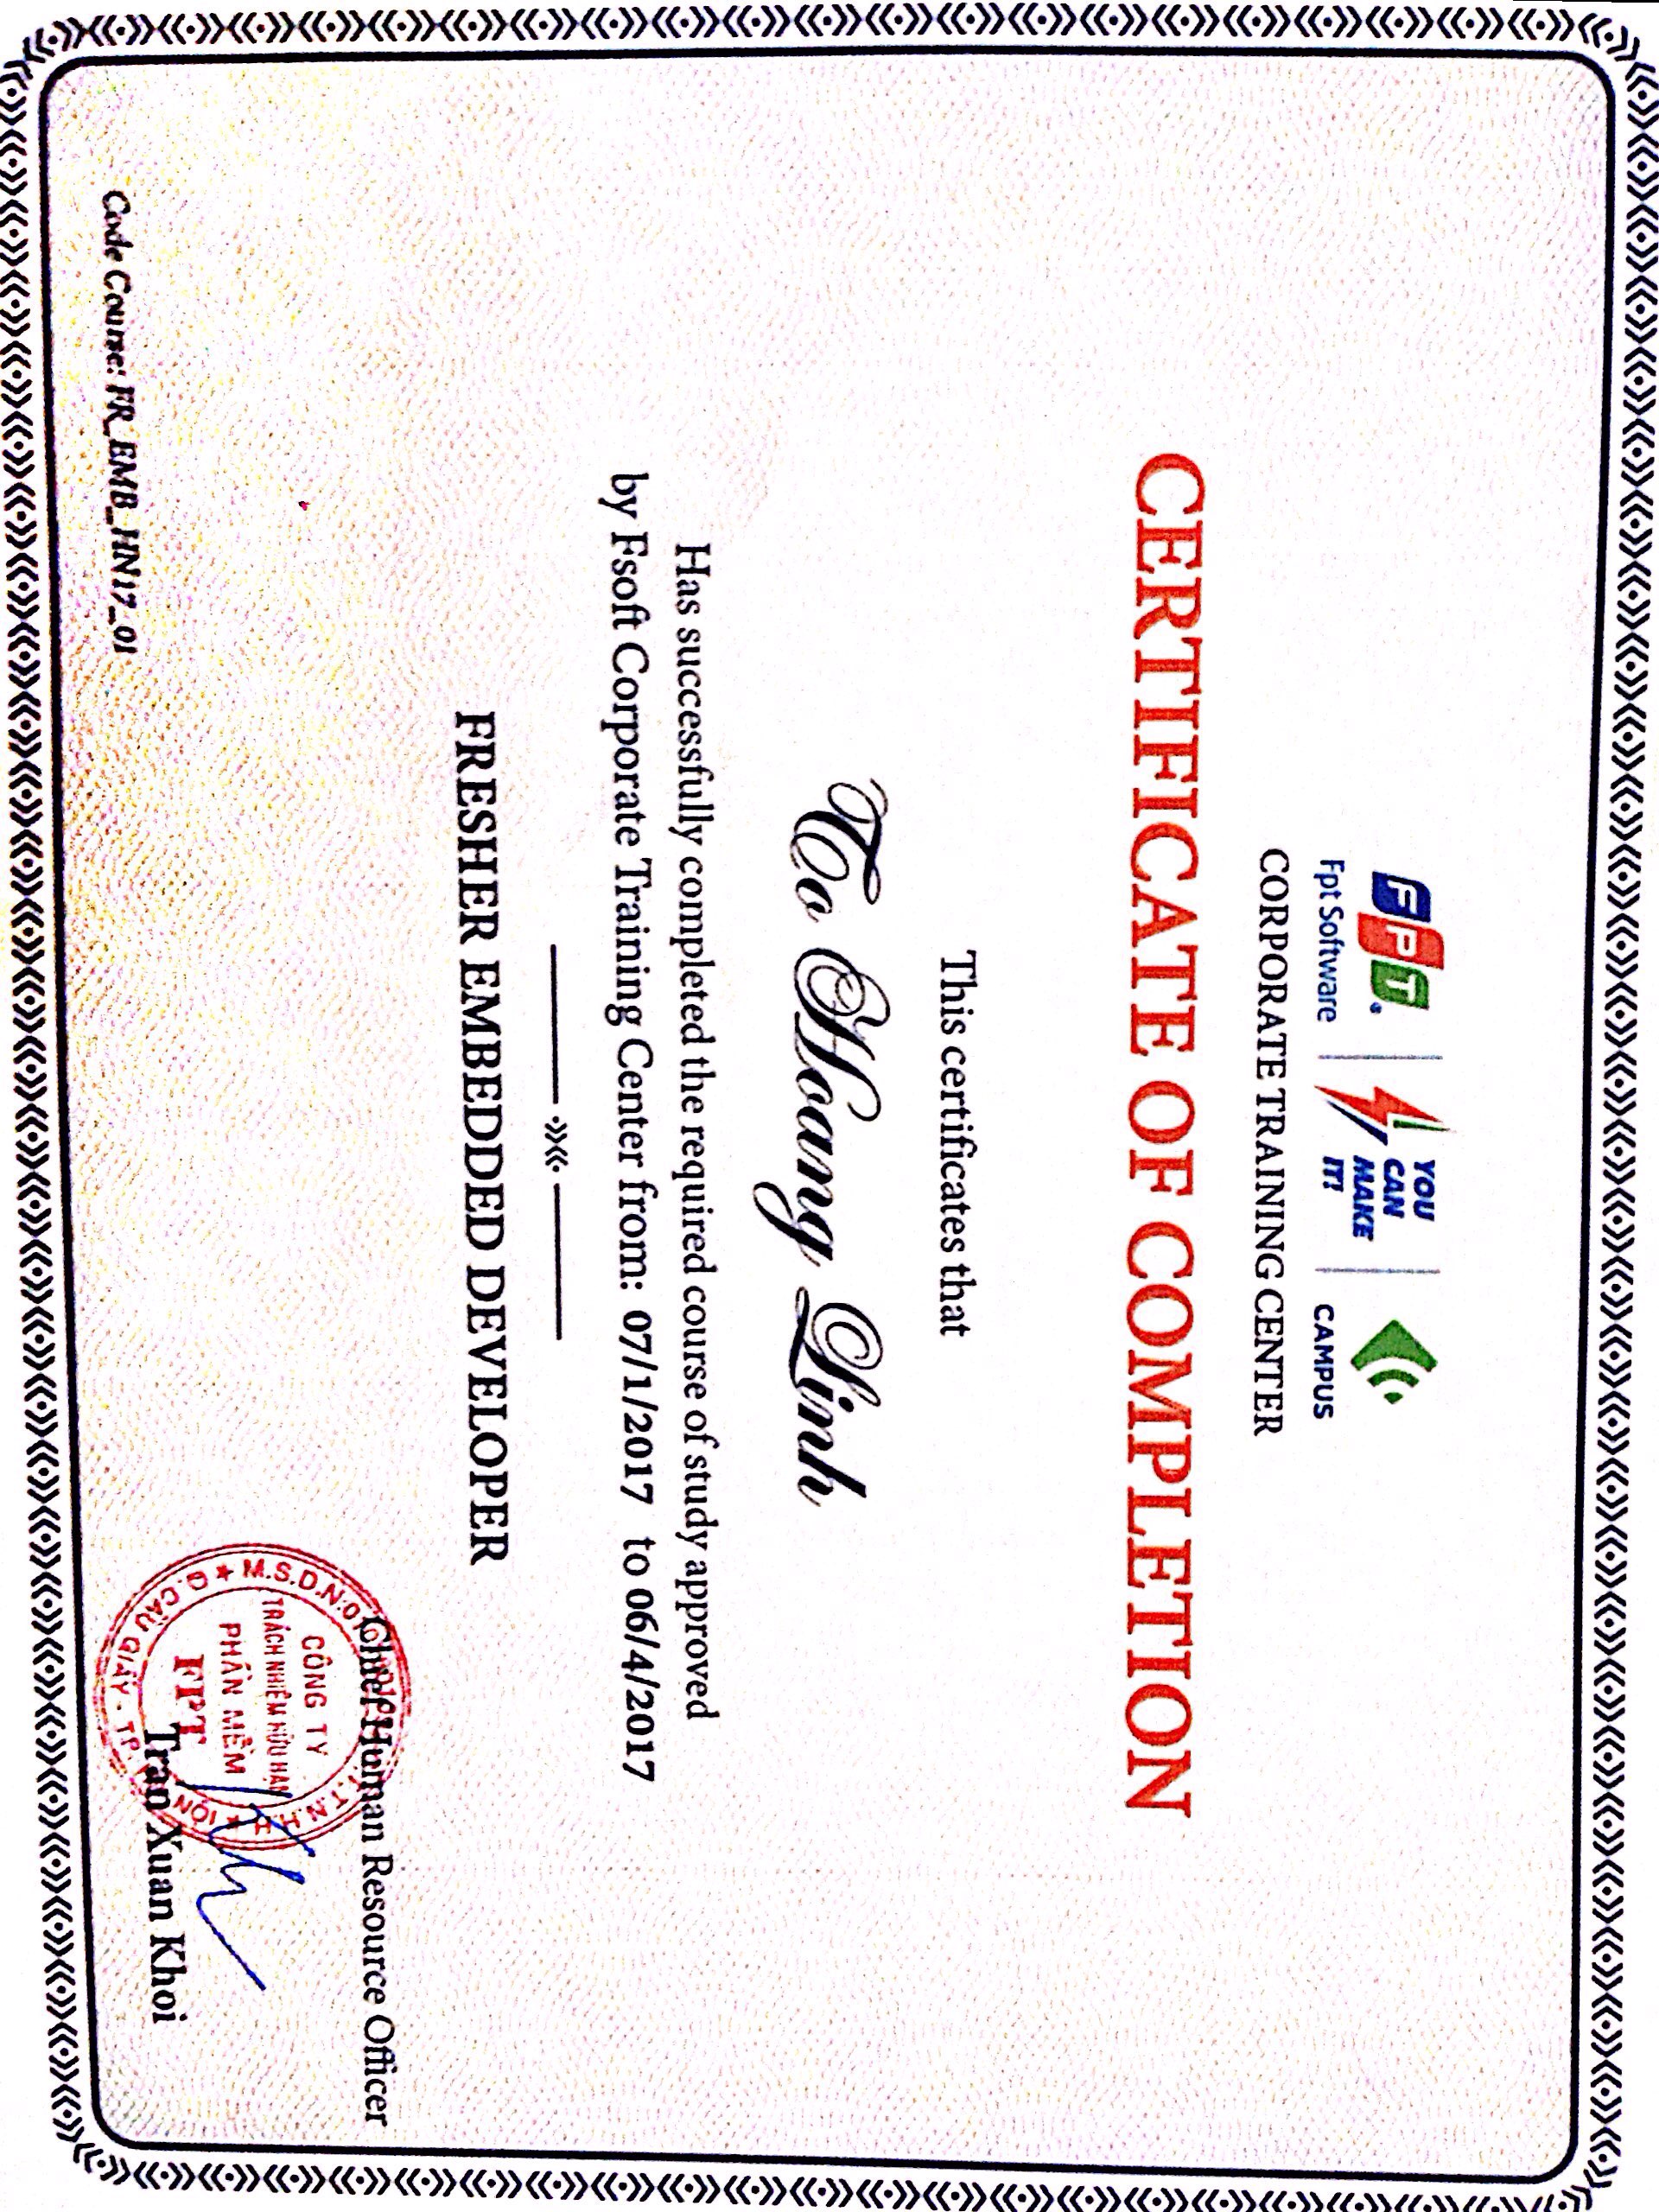 FPT.
Fpt Software
YOU
CAN
MAKE
IT!
CAMPUS
CORPORATE TRAINING CENTER
CERTIFICATE OF COMPLETION
This certificates that
To Hoang Linh
Has successfully completed the required course of study approved
by Fsoft Corporate Training Center from: 07/1/2017 to 06/4/2017
FRESHER EMBEDDED DEVELOPER
Chief Human Resource Officer
CÔNG TY
TRÁCH NHIỆM HỮU HẠN
PHẦN MỀM
FPT
Q.CẦU GIẤY - TP.
Tran Xuan Khoi
Code Course: FR_EMB_HN17_01